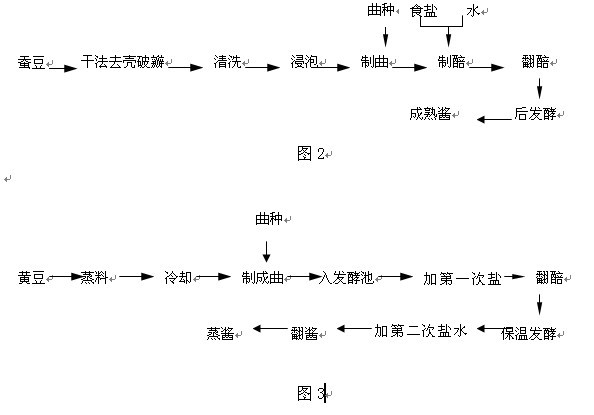 曲种 食盐 水
蚕豆 干法去壳破瓣 清洗 浸泡 制曲 制醅 翻醅
成熟酱 后发酵
图2
曲种
黄豆 蒸料 冷却 制成曲 入发酵池 加第一次盐 翻醅
蒸酱 翻酱 加第二次盐水 保温发酵
图3